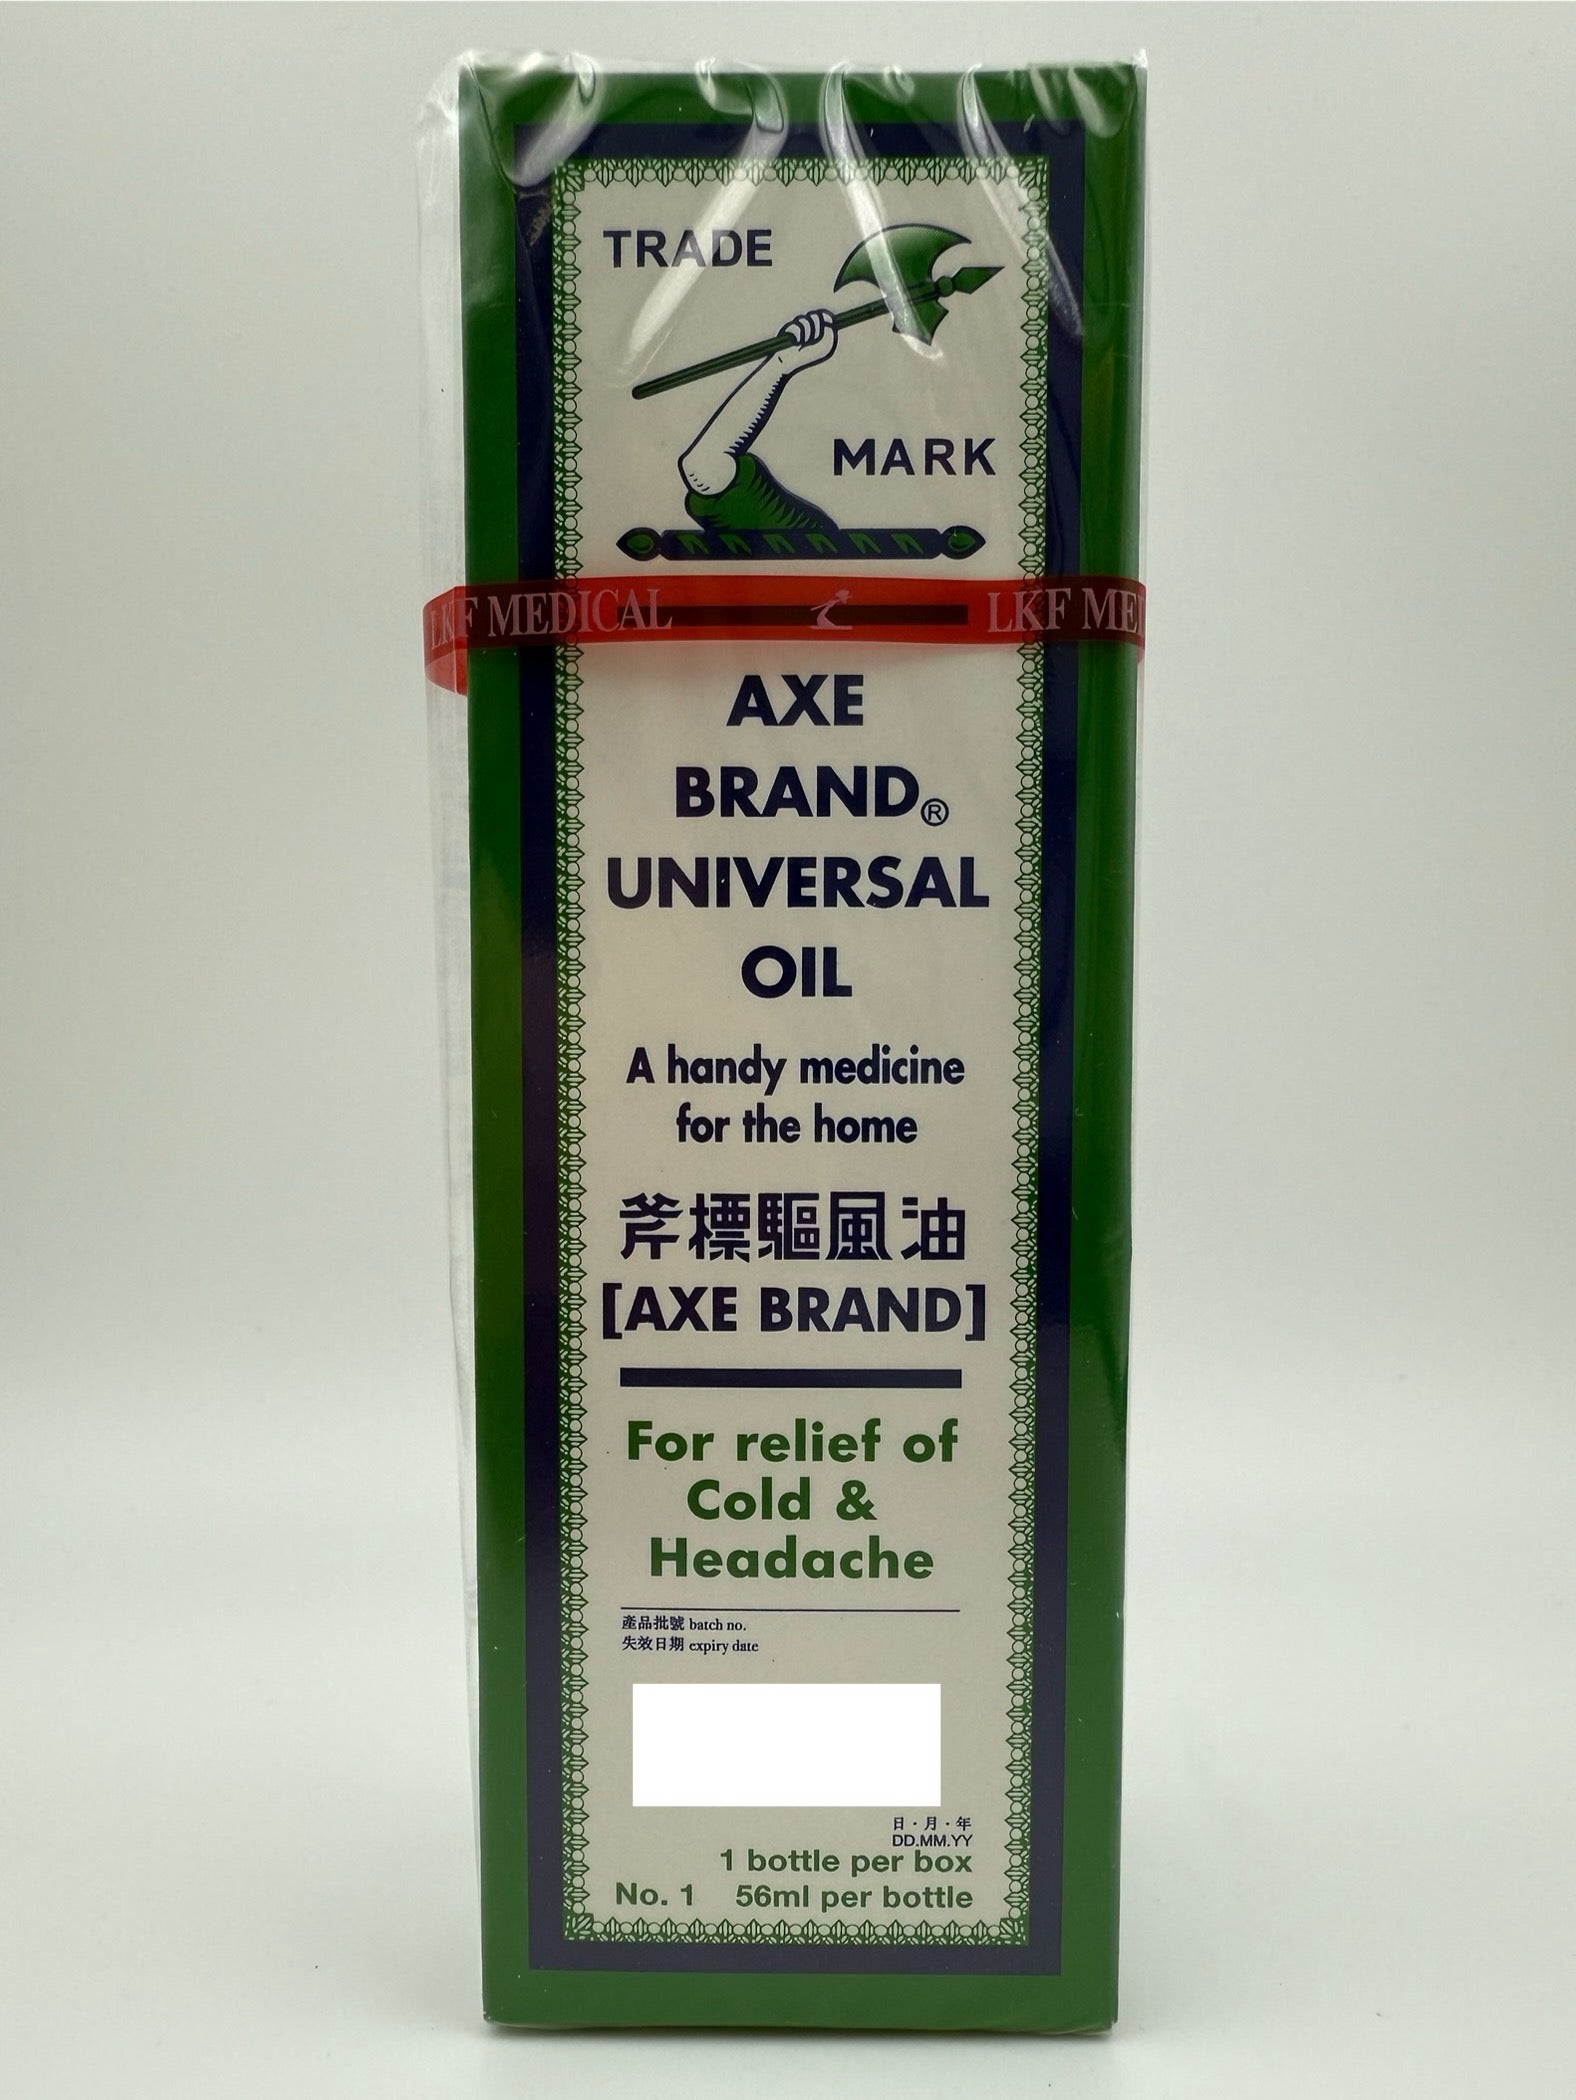 TRADE
MARK
LKF MEDICAL LKF ME
AXE
BRAND®
UNIVERSAL
OIL
A handy medicine
for the home
斧標驅風油
[AXE BRAND]
For relief of
Cold &
Headache
產品批號 batch no.
失效日期 expiry date
日·月·年
DD.MM.YY
1 bottle per box
No. 1 56ml per bottle